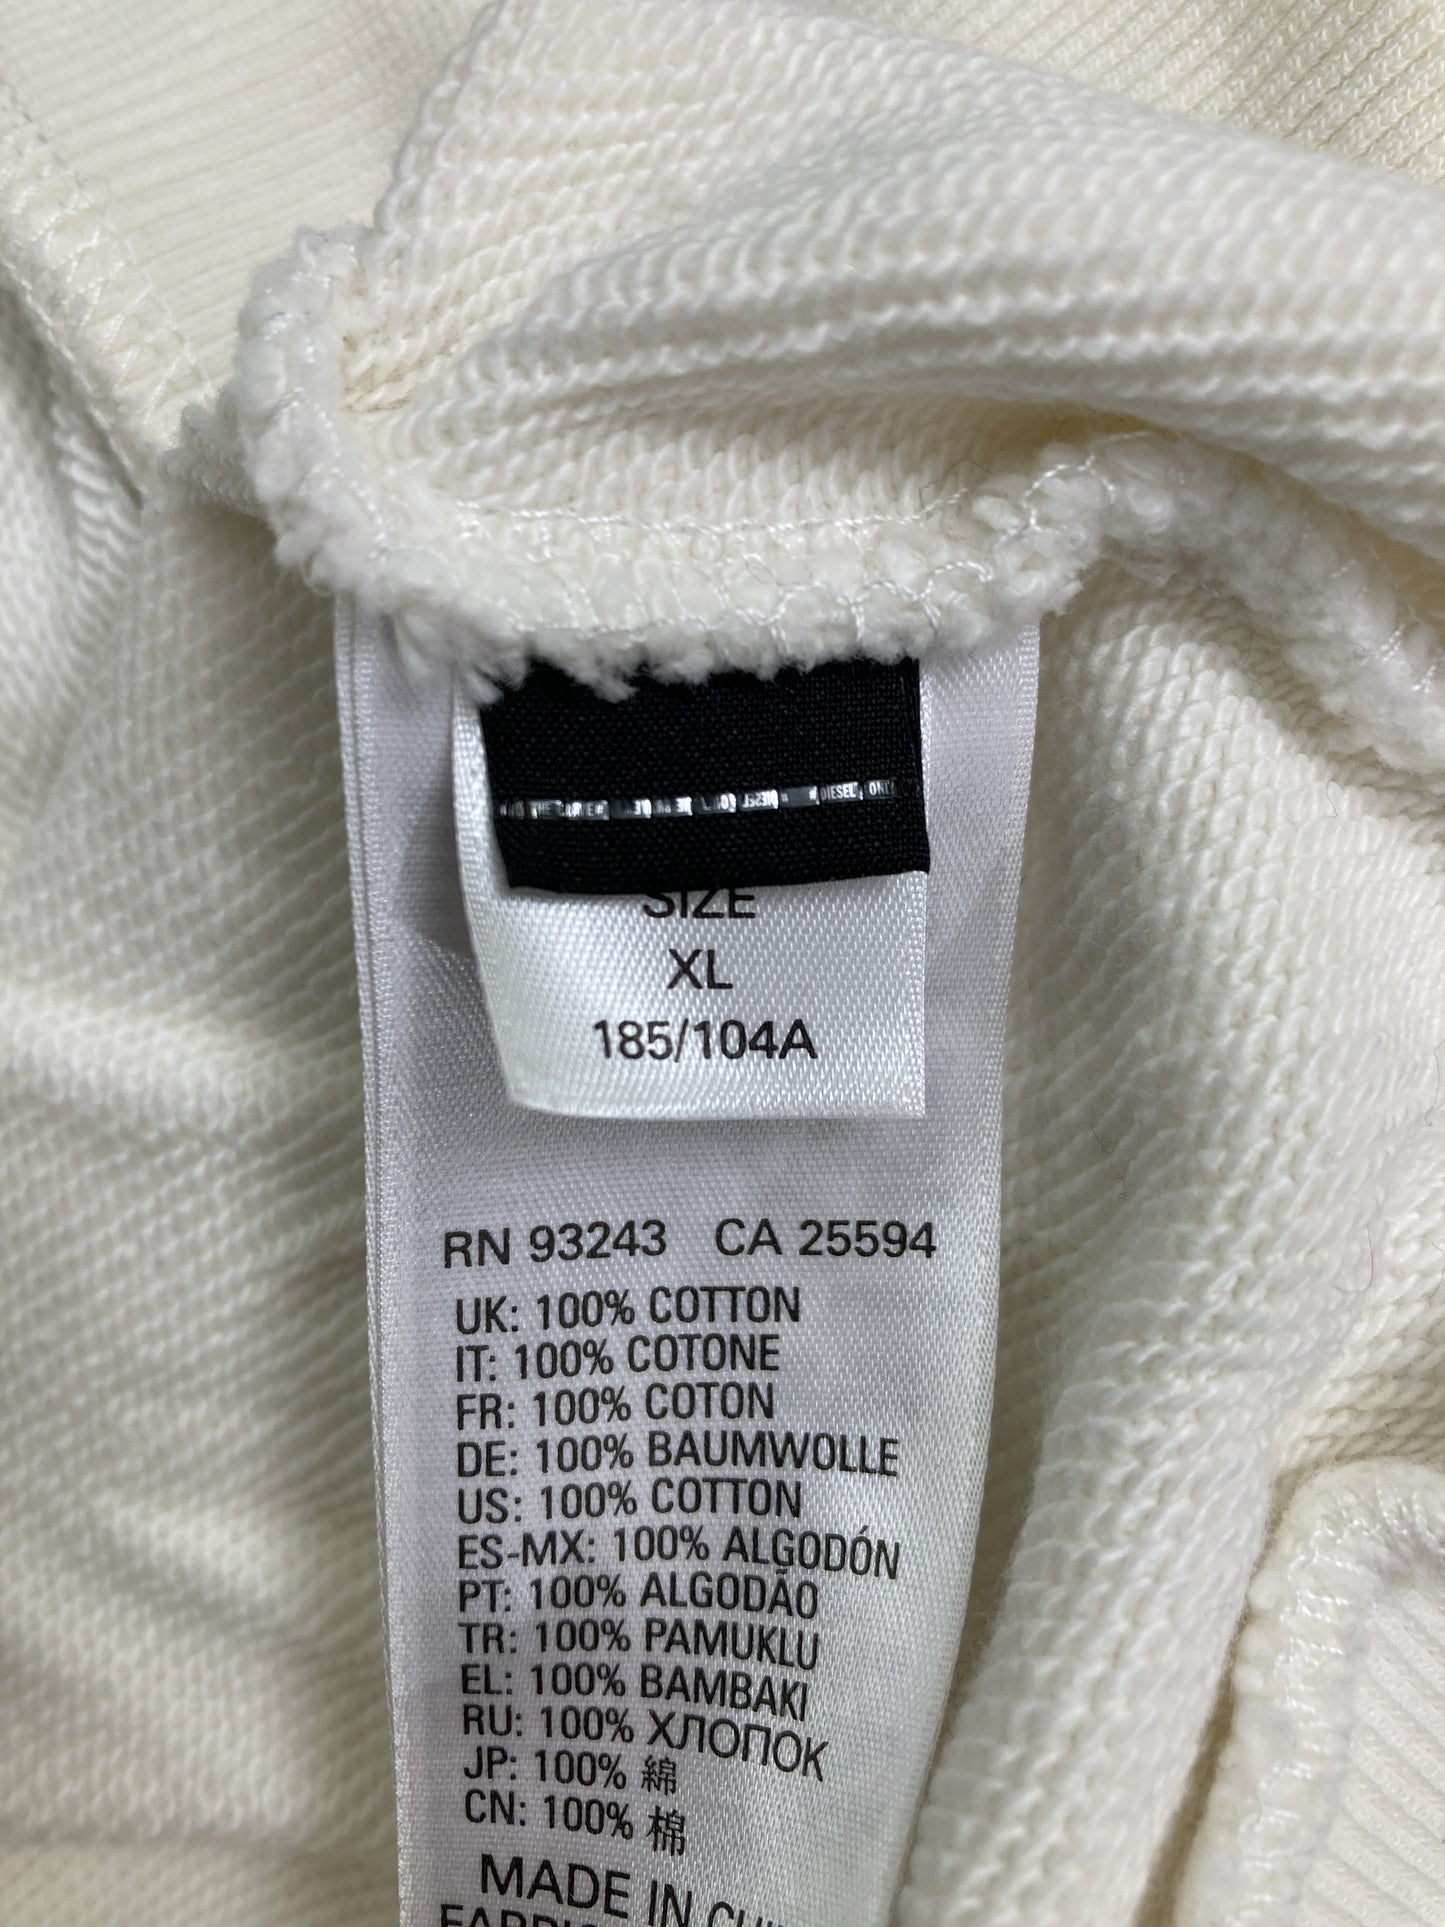 DIESEL ONLY
SIZE
XL
185/104A
RN 93243 CA 25594
UK: 100% COTTON
IT: 100% COTONE
FR: 100% COTON
DE: 100% BAUMWOLLE
US: 100% COTTON
ES-MX: 100% ALGODÓN
PT: 100% ALGODÃO
TR: 100% PAMUKLU
EL: 100% BAMBAKI
RU: 100% ХЛОПОК
JP: 100% 綿
CN: 100% 棉
MADE IN